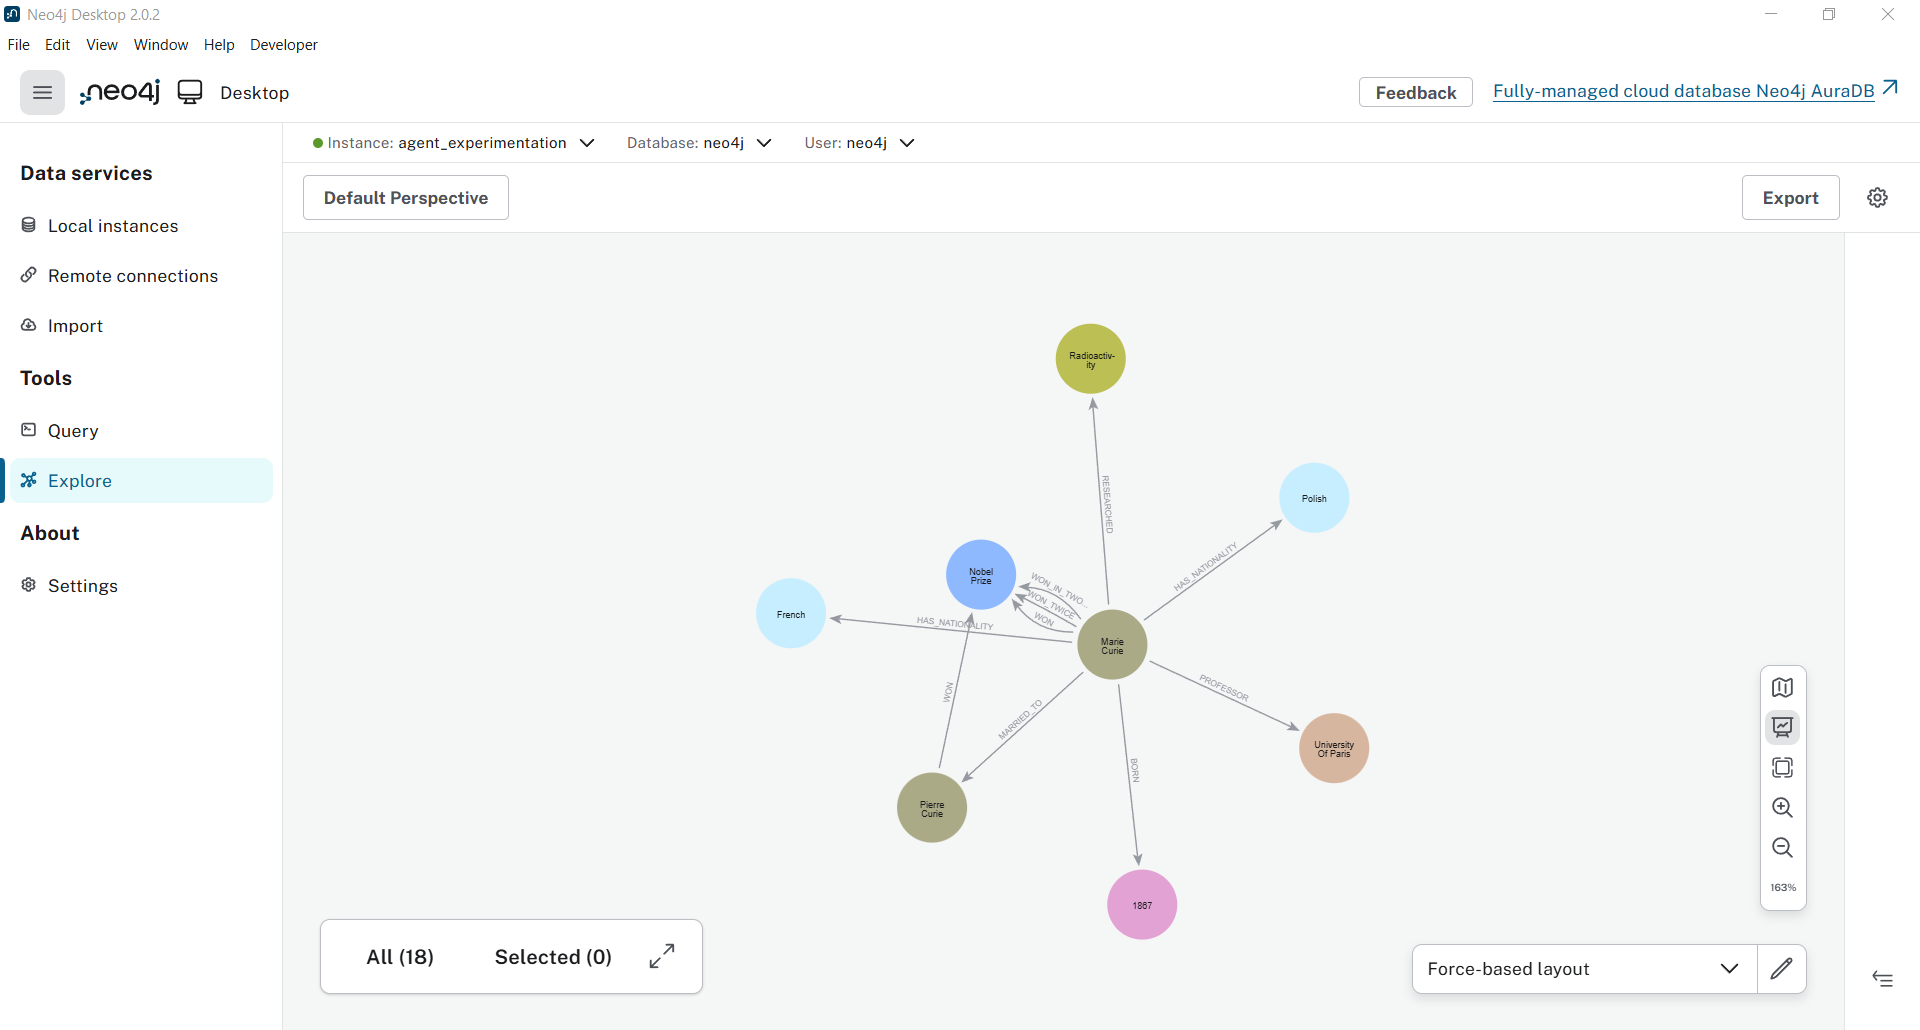 Neo4j Desktop 2.0.2
File Edit View Window Help Developer
neo4j Desktop
Feedback
Fully-managed cloud database Neo4j AuraDB
Instance: agent_experimentation
Database: neo4j
User: neo4j
Data services
Local instances
Remote connections
Import
Tools
Query
Explore
About
Settings
Default Perspective
Export
Radioactiv-
ity
RESEARCHED
Polish
HAS_NATIONALITY
Nobel
Prize
WON_IN_TWO...
WON_TWICE
WON
French
HAS_NATIONALITY
Marie
Curie
WON
MARRIED_TO
PROFESSOR
University
Of Paris
BORN
Pierre
Curie
1867
163%
All (18)
Selected (0)
Force-based layout